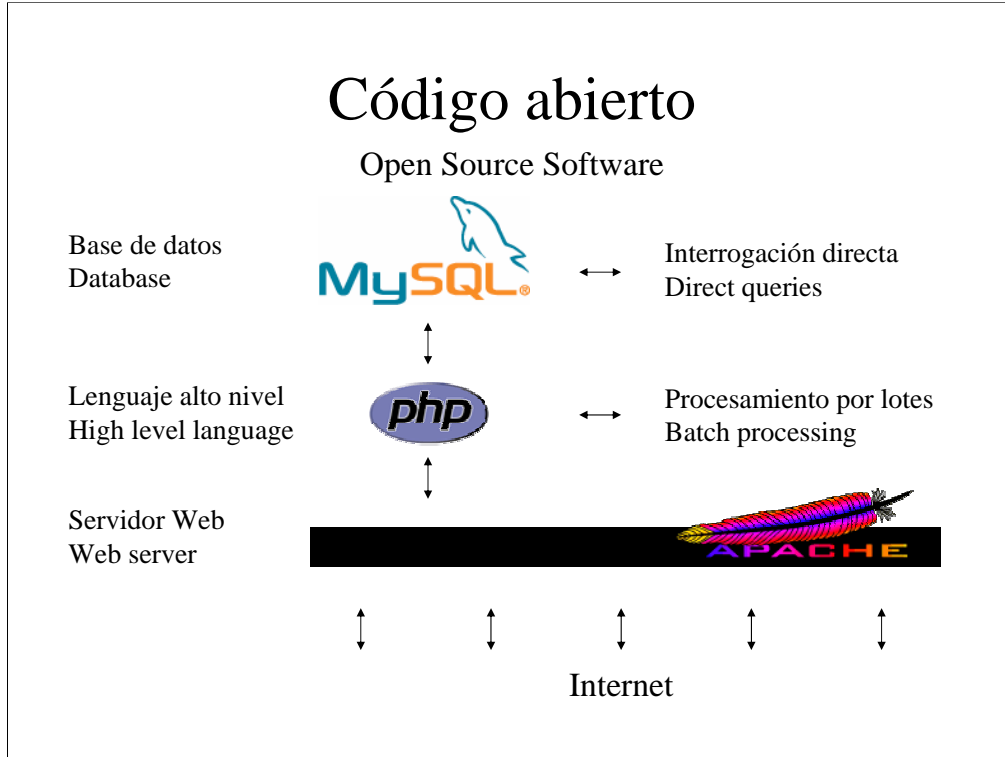 Código abierto
Open Source Software
Base de datos
Database
MySQL®
Interrogación directa
Direct queries
Lenguaje alto nivel
High level language
php
Procesamiento por lotes
Batch processing
Servidor Web
Web server
APACHE
Internet